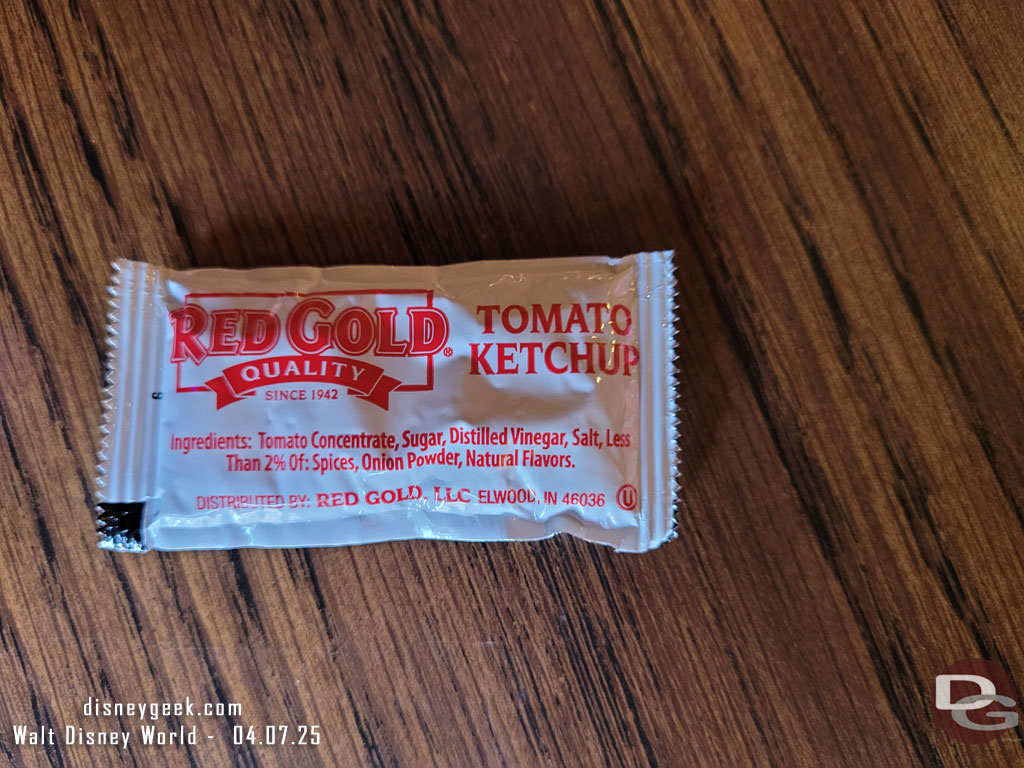 RED GOLD®
QUALITY
SINCE 1942
TOMATO
KETCHUP
9
Ingredients: Tomato Concentrate, Sugar, Distilled Vinegar, Salt, Less
Than 2% Of: Spices, Onion Powder, Natural Flavors.
DISTRIBUTED BY: RED GOLD, LLC ELWOOD, IN 46036 U
disneygeek.com
Walt Disney World - 04.07.25
DG